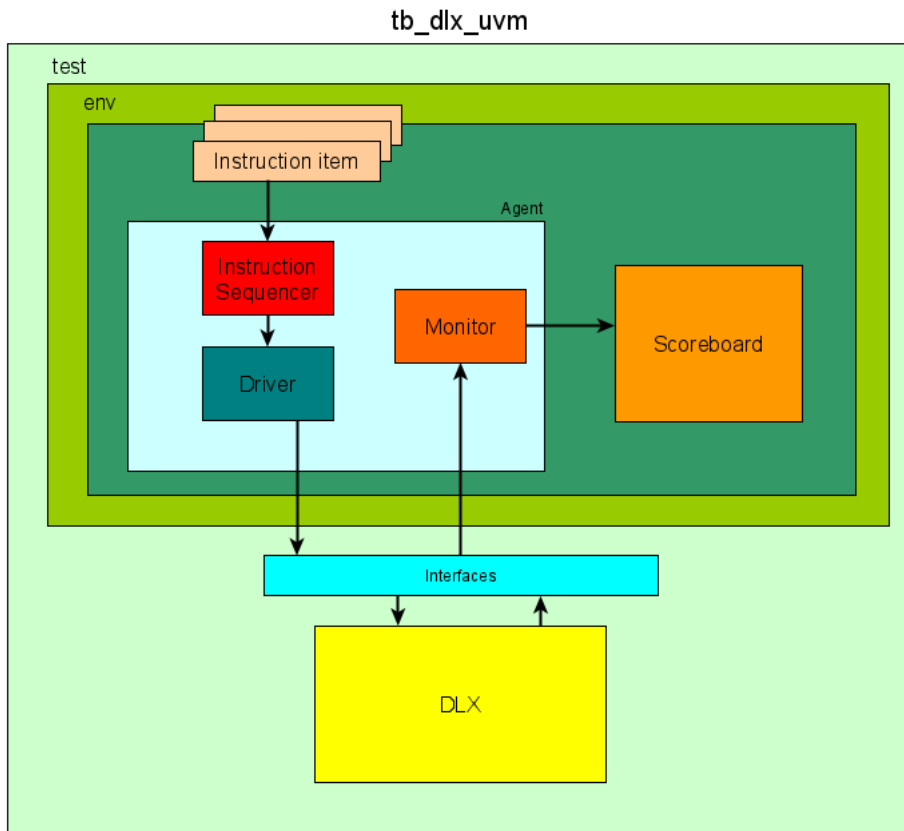 tb_dlx_uvm
test
env
Instruction item
Agent
Instruction
Sequencer
Monitor
Scoreboard
Driver
Interfaces
DLX